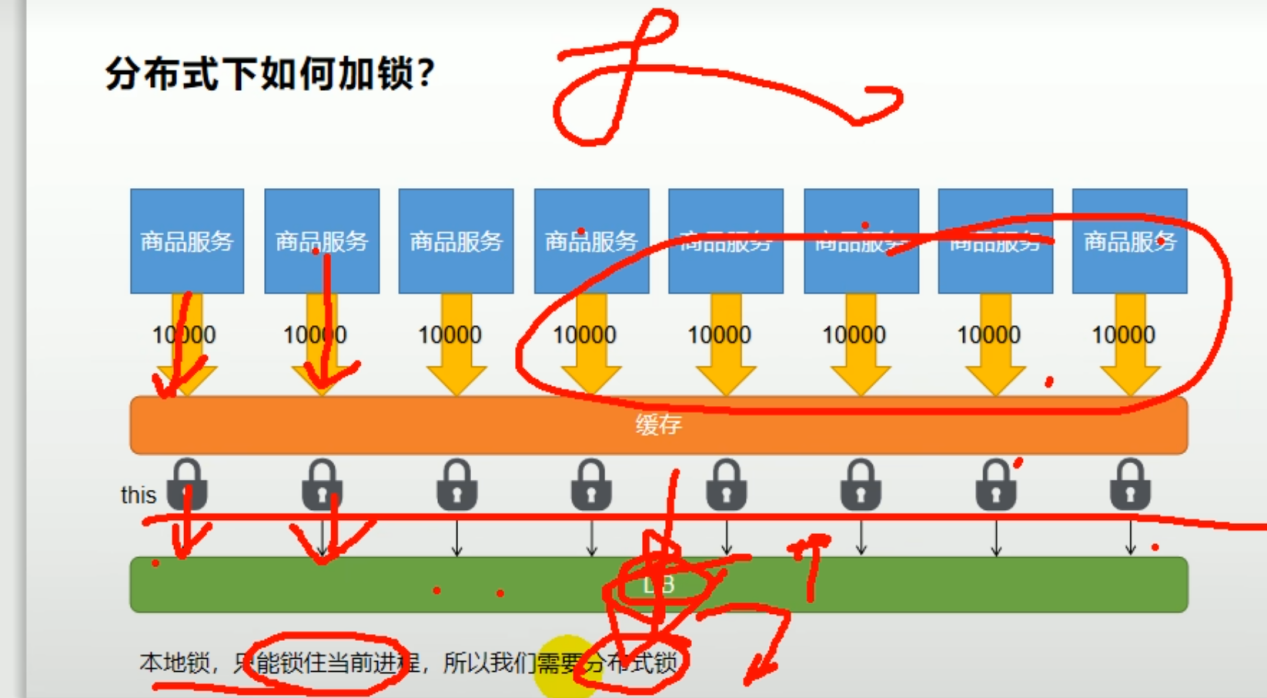 分布式下如何加锁？
商品服务 商品服务 商品服务 商品服务 商品服务 商品服务 商品服务 商品服务
10000 10000 10000 10000 10000 10000 10000 10000
缓存
this
DB
本地锁，只能锁住当前进程，所以我们需要分布式锁